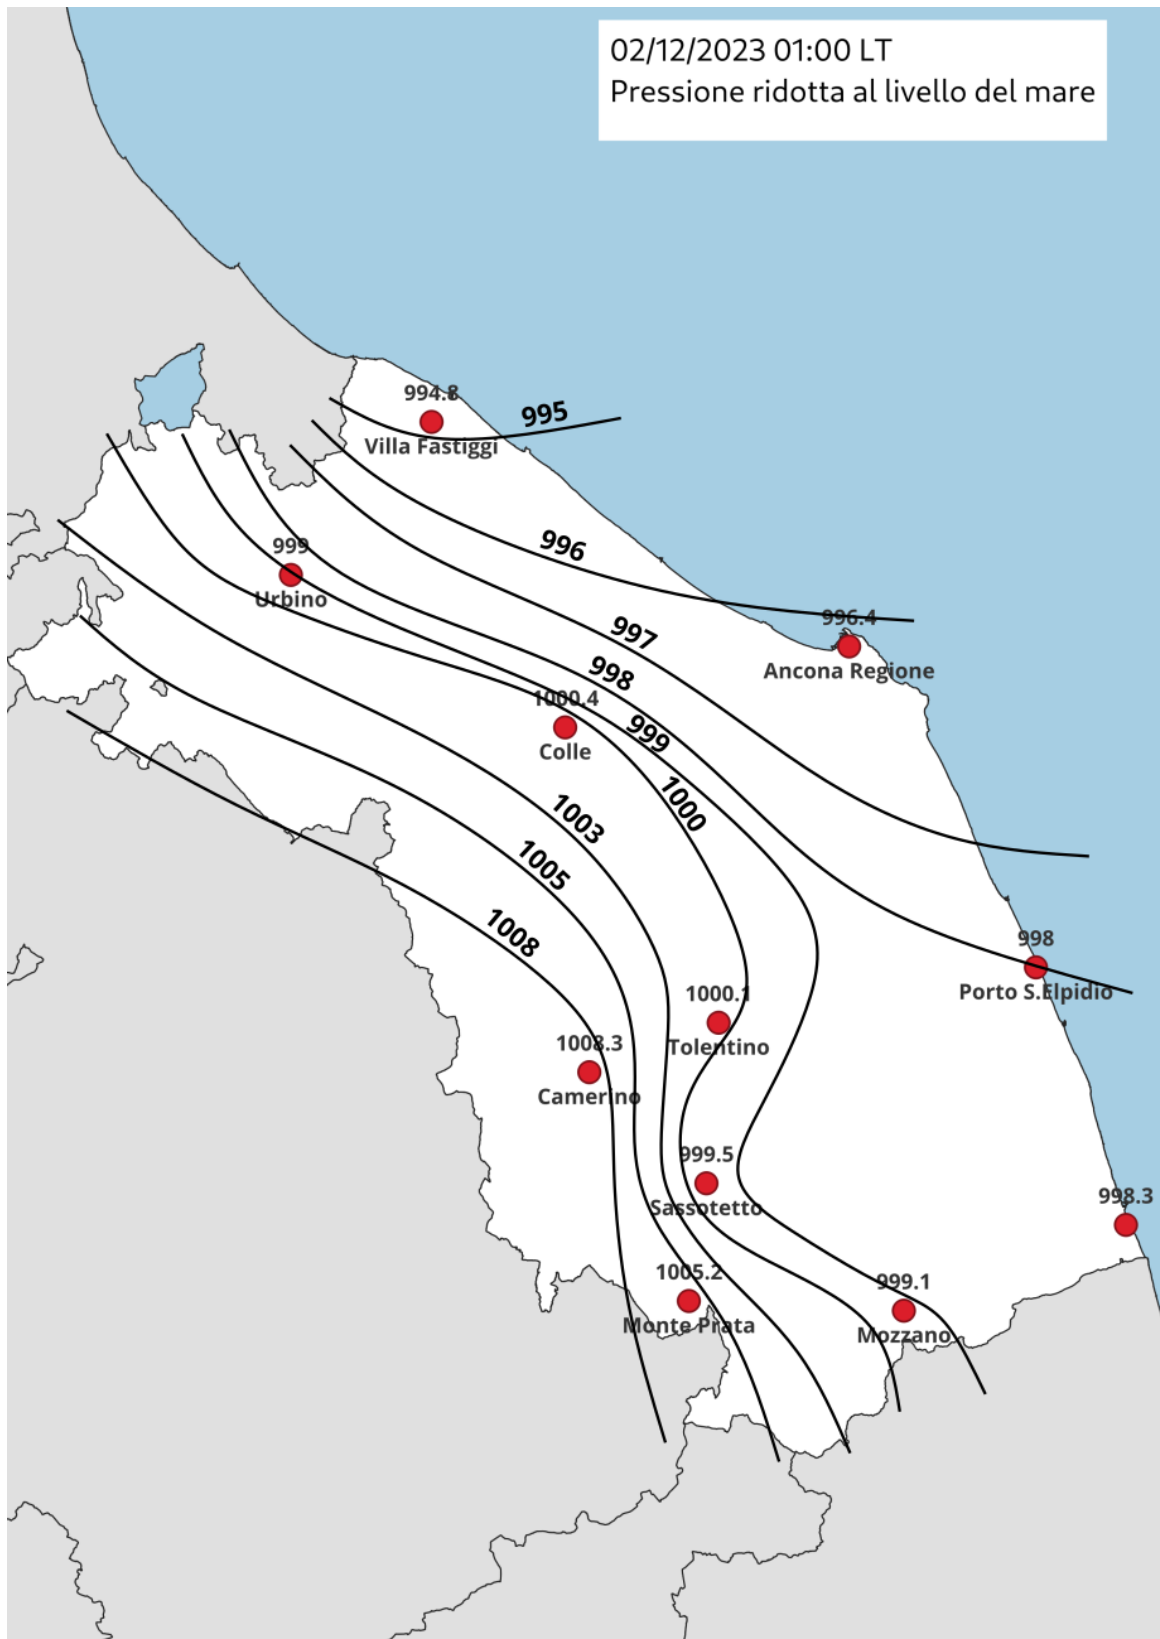 02/12/2023 01:00 LT
Pressione ridotta al livello del mare
994.8
Villa Fastiggi
995
996
999
Urbino
997
996.4
Ancona Regione
998
1000.4
Colle
999
1000
1003
1005
1008
998
Porto S.Elpidio
1000.1
Tolentino
1008.3
Camerino
999.5
Sassotetto
998.3
1005.2
Monte Prata
999.1
Mozzano